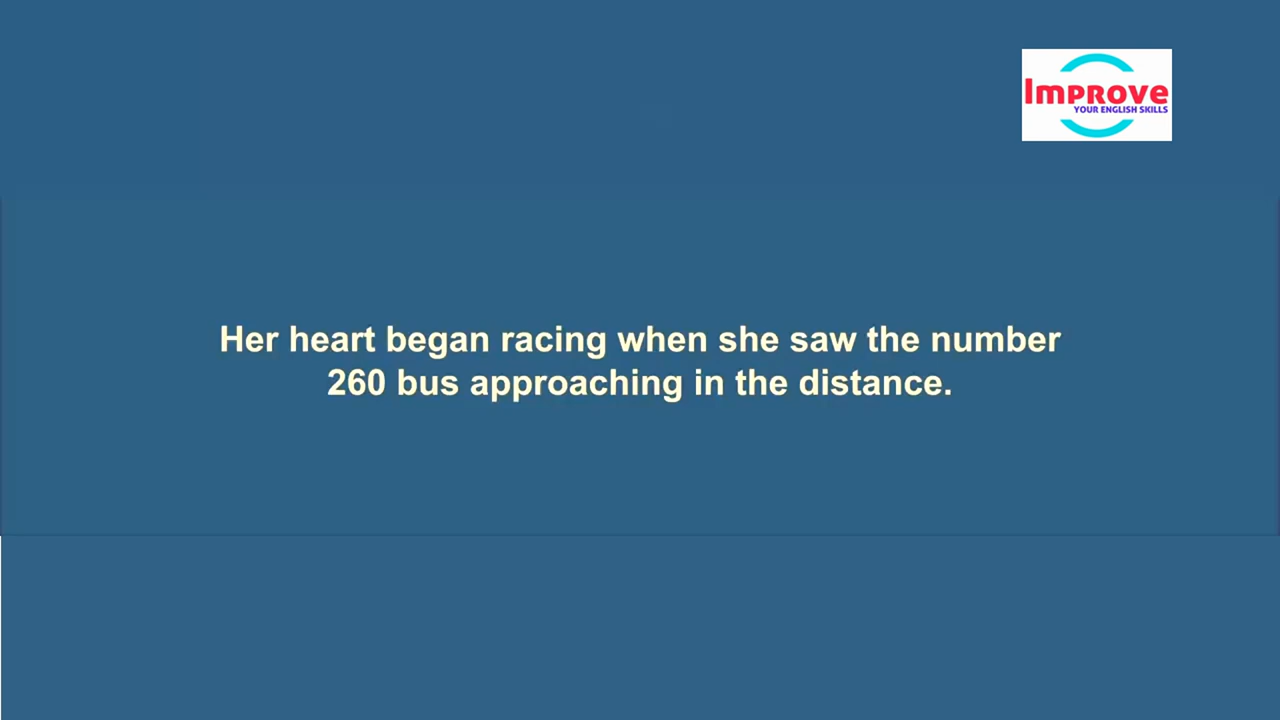 Improve
YOUR ENGLISH SKILLS
Her heart began racing when she saw the number
260 bus approaching in the distance.